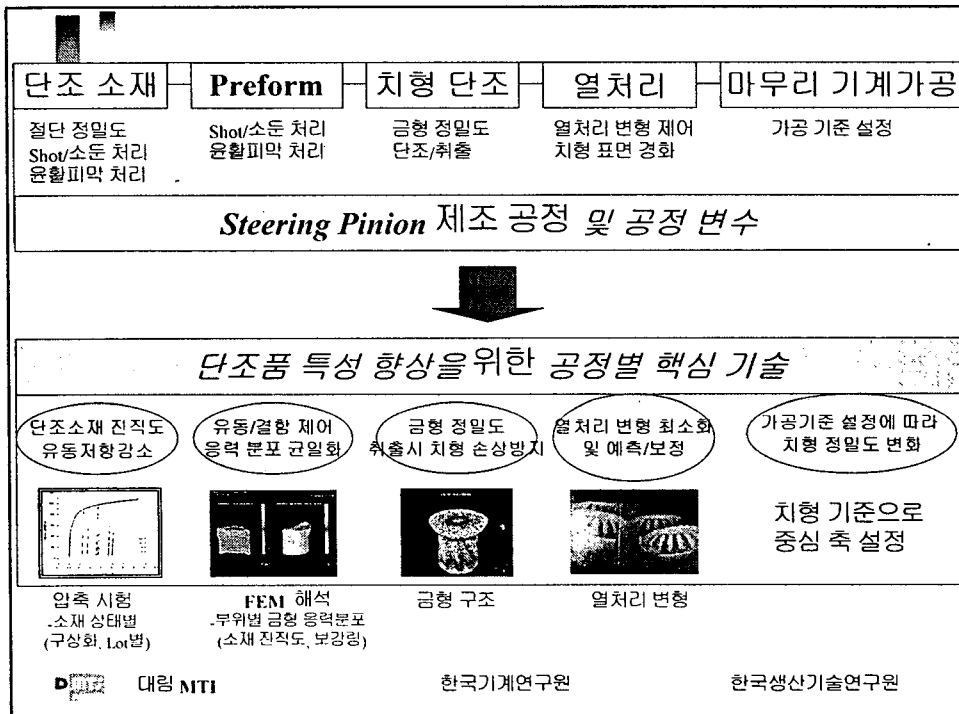 단조 소재 Preform 치형 단조 열처리 마무리 기계가공
절단 정밀도
Shot/소둔 처리
윤활피막 처리
Shot/소둔 처리
윤활피막 처리
금형 정밀도
단조/취출
열처리 변형 제어
치형 표면 경화
가공 기준 설정
Steering Pinion 제조 공정 및 공정 변수
단조품 특성 향상을위한 공정별 핵심 기술
단조소재 진직도
유동저항감소
유동/결함 제어
응력 분포 균일화
금형 정밀도
취출시 치형 손상방지
열처리 변형 최소화
및 예측/보정
가공기준 설정에 따라
치형 정밀도 변화
치형 기준으로
중심 축 설정
압축 시험
-소재 상태별
(구상화, Lot별)
FEM 해석
-부위별 금형 응력분포
(소재 진직도, 보강링)
금형 구조
열처리 변형
대림 MTI
한국기계연구원
한국생산기술연구원